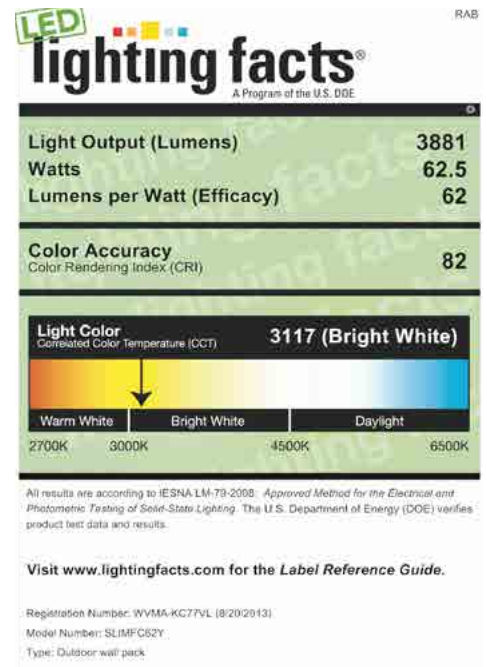 RAB
LED
lighting facts®
A Program of the U.S. DOE
Light Output (Lumens) 3881
Watts 62.5
Lumens per Watt (Efficacy) 62
Color Accuracy 82
Color Rendering Index (CRI)
Light Color 3117 (Bright White)
Correlated Color Temperature (CCT)
Warm White Bright White Daylight
2700K 3000K 4500K 6500K
All results are according to IESNA LM-79-2008: Approved Method for the Electrical and
Photometric Testing of Solid-State Lighting. The U.S. Department of Energy (DOE) verifies
product test data and results.
Visit www.lightingfacts.com for the Label Reference Guide.
Registration Number: WVMA-KC77VL (8/20/2013)
Model Number: SLIMFC62Y
Type: Outdoor wall pack